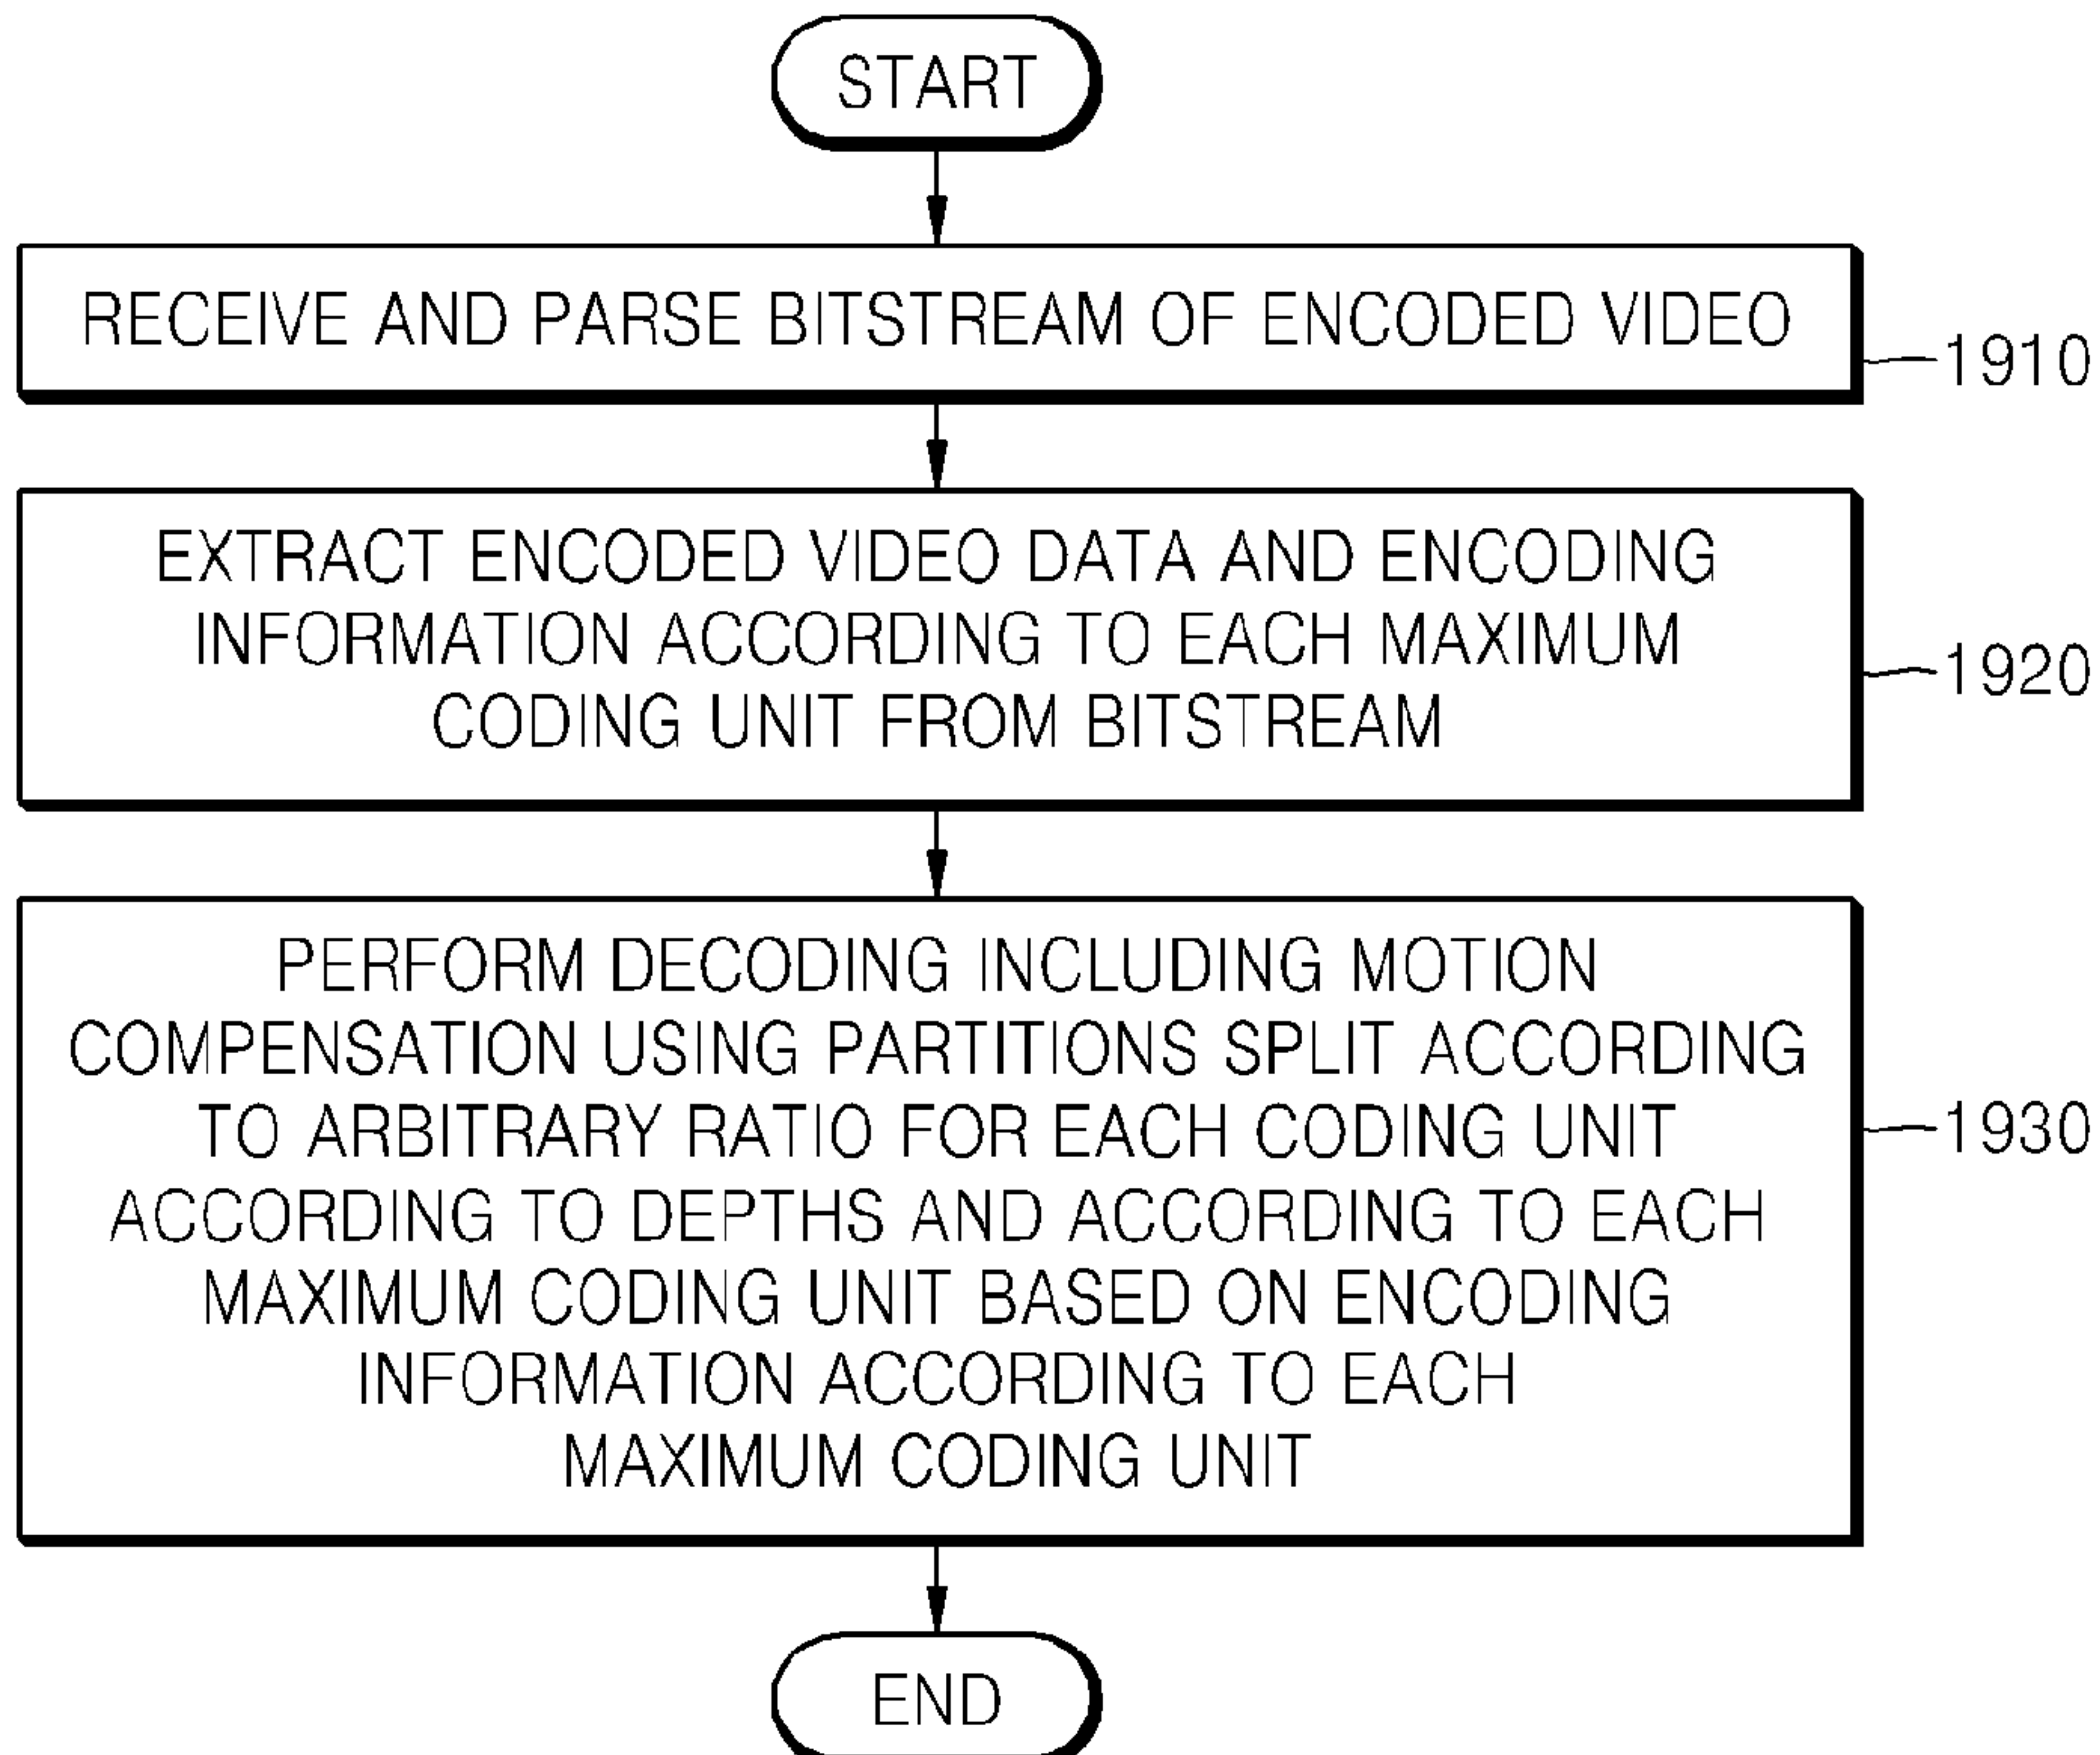 START
RECEIVE AND PARSE BITSTREAM OF ENCODED VIDEO
1910
EXTRACT ENCODED VIDEO DATA AND ENCODING
INFORMATION ACCORDING TO EACH MAXIMUM
CODING UNIT FROM BITSTREAM
1920
PERFORM DECODING INCLUDING MOTION
COMPENSATION USING PARTITIONS SPLIT ACCORDING
TO ARBITRARY RATIO FOR EACH CODING UNIT
ACCORDING TO DEPTHS AND ACCORDING TO EACH
MAXIMUM CODING UNIT BASED ON ENCODING
INFORMATION ACCORDING TO EACH
MAXIMUM CODING UNIT
1930
END